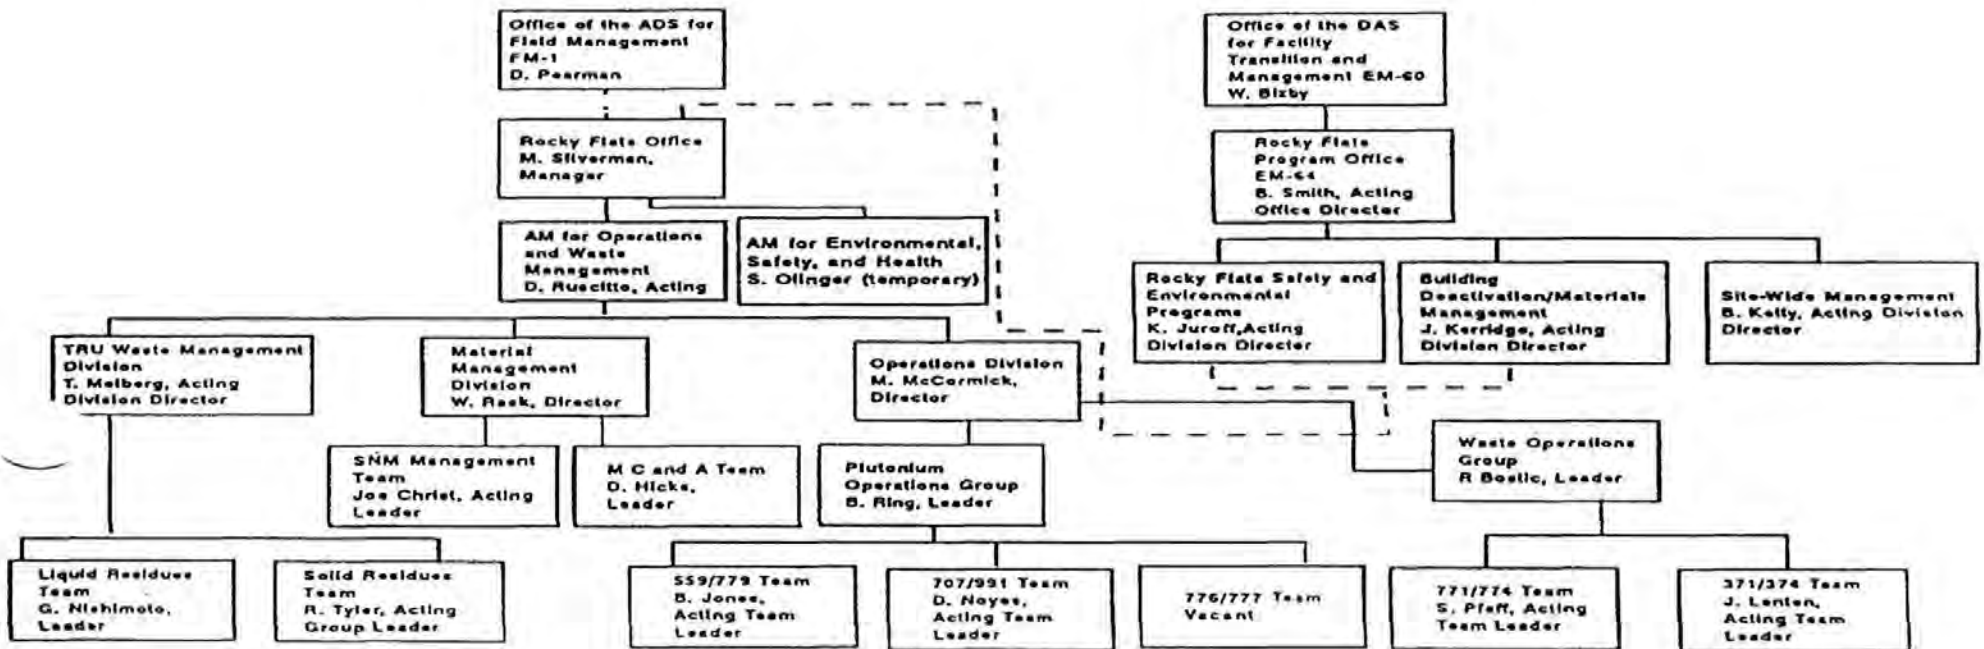 Office of the ADS for
Field Management
FM-1
D. Pearman
Office of the DAS
for Facility
Transition and
Management EM-60
W. Bixby
Rocky Flats Office
M. Silverman,
Manager
Rocky Flats
Program Office
EM-64
B. Smith, Acting
Office Director
AM for Operations
and Waste
Management
D. Ruscitto, Acting
AM for Environmental,
Safety, and Health
S. Olinger (temporary)
Rocky Flats Safety and
Environmental
Programs
K. Juroff,Acting
Division Director
Building
Deactivation/Materials
Management
J. Kerridge, Acting
Division Director
Site-Wide Management
B. Kelly, Acting Division
Director
TRU Waste Management
Division
T. Melberg, Acting
Division Director
Material
Management
Division
W. Rask, Director
Operations Division
M. McCormick,
Director
SNM Management
Team
Joe Christ, Acting
Leader
M C and A Team
D. Hicks,
Leader
Plutonium
Operations Group
B. Ring, Leader
Waste Operations
Group
R Bostic, Leader
Liquid Residues
Team
G. Nishimoto,
Leader
Solid Residues
Team
R. Tyler, Acting
Group Leader
559/779 Team
B. Jones,
Acting Team
Leader
707/991 Team
D. Noyes,
Acting Team
Leader
776/777 Team
Vacant
771/774 Team
S. Pfaff, Acting
Team Leader
371/374 Team
J. Lenten,
Acting Team
Leader